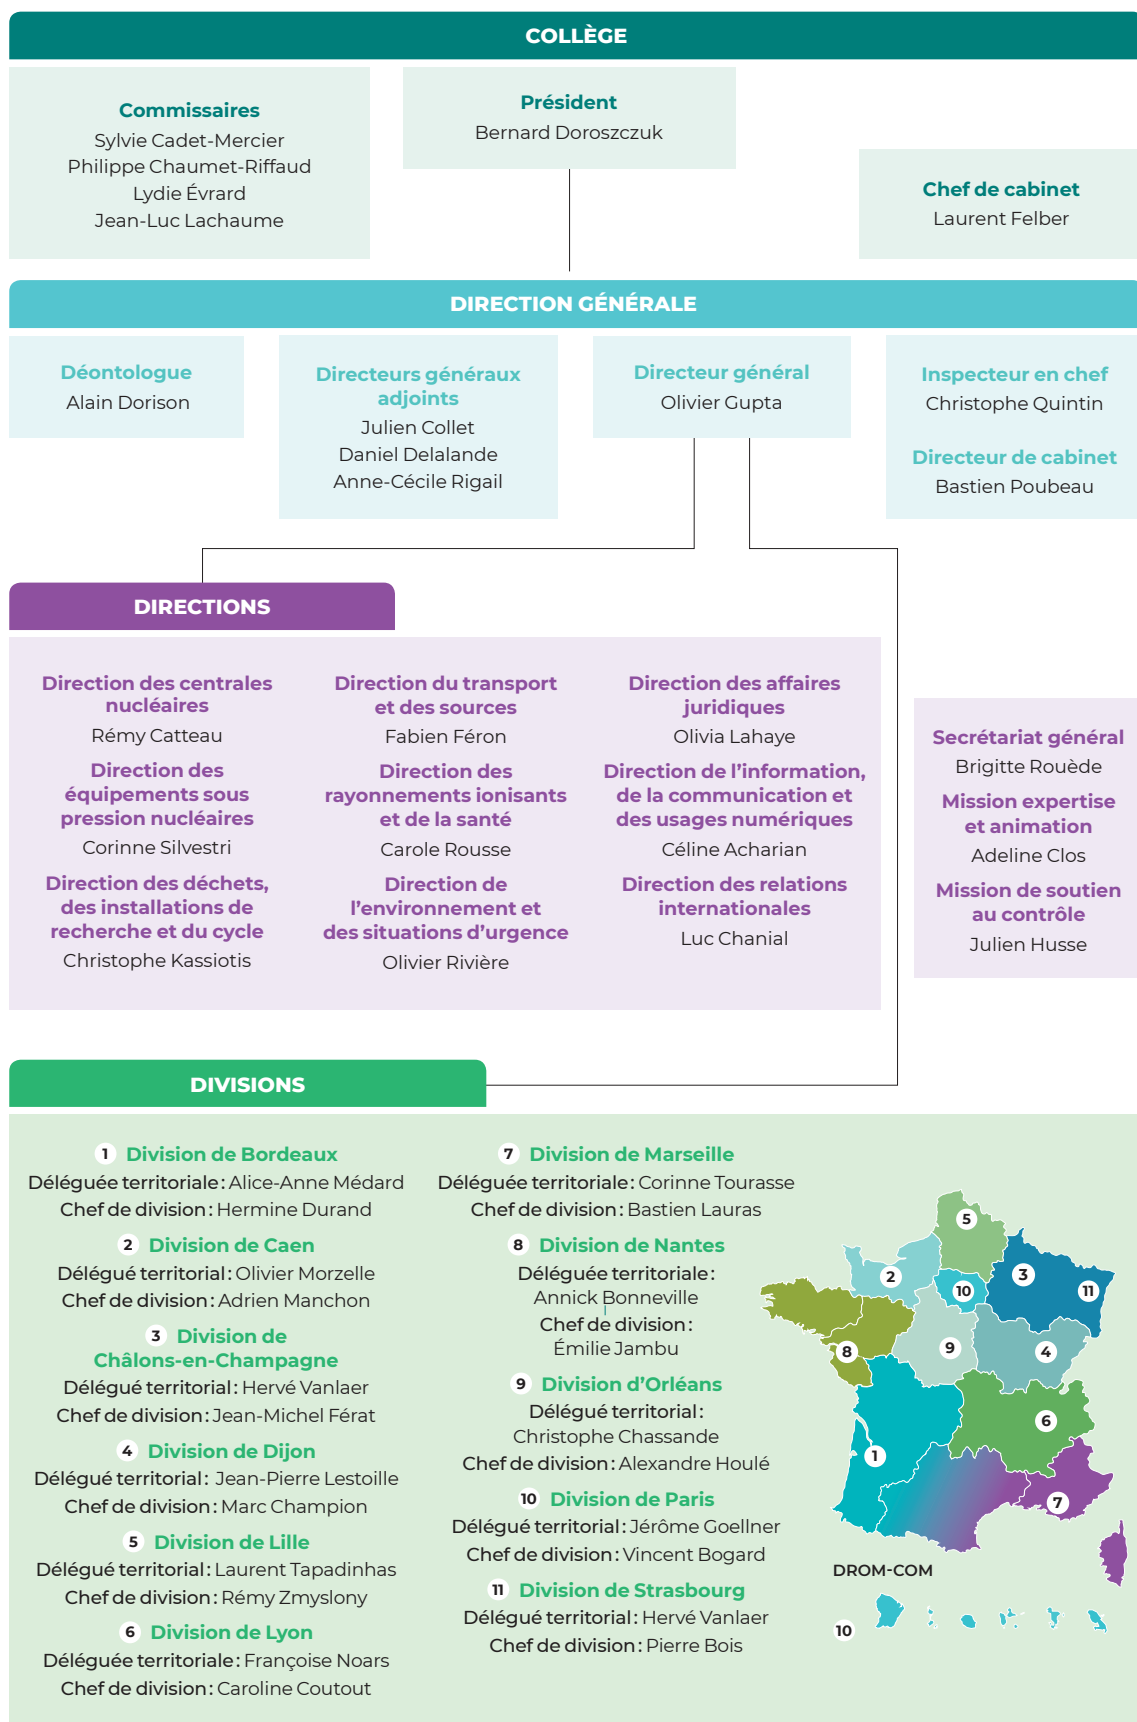 COLLÈGE
Commissaires
Sylvie Cadet-Mercier
Philippe Chaumet-Riffaud
Lydie Évrard
Jean-Luc Lachaume
Président
Bernard Doroszczuk
Chef de cabinet
Laurent Felber
DIRECTION GÉNÉRALE
Déontologue
Alain Dorison
Directeurs généraux
adjoints
Julien Collet
Daniel Delalande
Anne-Cécile Rigail
Directeur général
Olivier Gupta
Inspecteur en chef
Christophe Quintin
Directeur de cabinet
Bastien Poubeau
DIRECTIONS
Direction des centrales
nucléaires
Rémy Catteau
Direction des
équipements sous
pression nucléaires
Corinne Silvestri
Direction des déchets,
des installations de
recherche et du cycle
Christophe Kassiotis
Direction du transport
et des sources
Fabien Féron
Direction des
rayonnements ionisants
et de la santé
Carole Rousse
Direction de
l'environnement et
des situations d'urgence
Olivier Rivière
Direction des affaires
juridiques
Olivia Lahaye
Direction de l'information,
de la communication et
des usages numériques
Céline Acharian
Direction des relations
internationales
Luc Chanial
Secrétariat général
Brigitte Rouède
Mission expertise
et animation
Adeline Clos
Mission de soutien
au contrôle
Julien Husse
DIVISIONS
1 Division de Bordeaux
Déléguée territoriale : Alice-Anne Médard
Chef de division : Hermine Durand
2 Division de Caen
Délégué territorial : Olivier Morzelle
Chef de division : Adrien Manchon
3 Division de
Châlons-en-Champagne
Délégué territorial : Hervé Vanlaer
Chef de division : Jean-Michel Férat
4 Division de Dijon
Délégué territorial : Jean-Pierre Lestoille
Chef de division : Marc Champion
5 Division de Lille
Délégué territorial : Laurent Tapadinhas
Chef de division : Rémy Zmyslony
6 Division de Lyon
Déléguée territoriale : Françoise Noars
Chef de division : Caroline Coutout
7 Division de Marseille
Déléguée territoriale : Corinne Tourasse
Chef de division : Bastien Lauras
8 Division de Nantes
Déléguée territoriale :
Annick Bonneville
Chef de division :
Émilie Jambu
9 Division d'Orléans
Délégué territorial :
Christophe Chassande
Chef de division : Alexandre Houlé
10 Division de Paris
Délégué territorial : Jérôme Goellner
Chef de division : Vincent Bogard
11 Division de Strasbourg
Délégué territorial : Hervé Vanlaer
Chef de division : Pierre Bois
5
2
3
11
10
8
9
4
6
1
7
DROM-COM
10